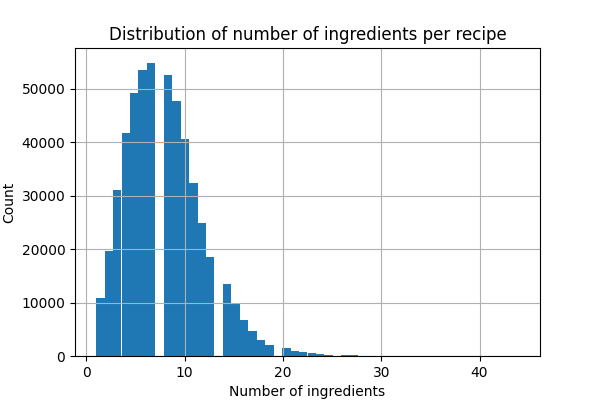 Distribution of number of ingredients per recipe
50000
40000
30000
20000
10000
0
Count
0 10 20 30 40
Number of ingredients